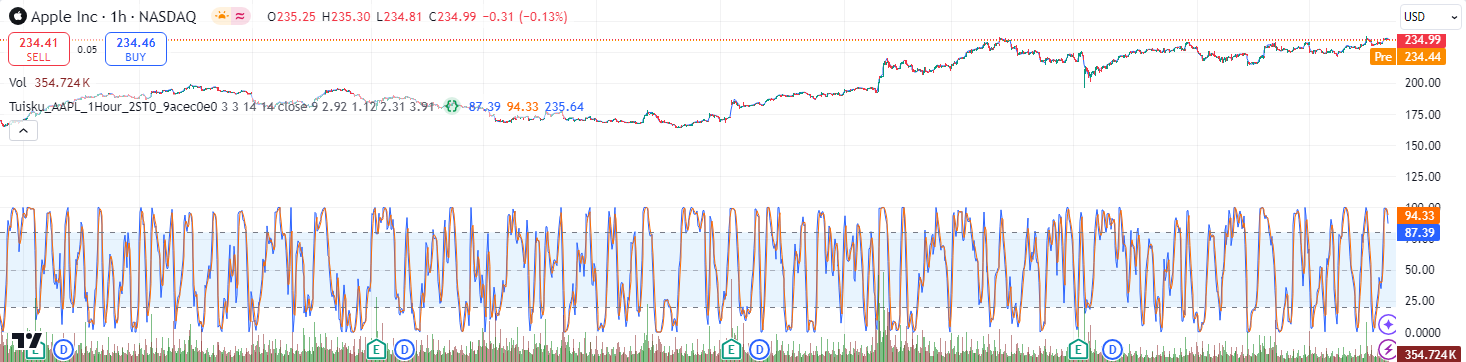 Apple Inc · 1h · NASDAQ O235.25 H235.30 L234.81 C234.99 −0.31 (−0.13%)
USD
234.41 SELL 0.05 234.46 BUY
234.99
Pre 234.44
Vol 354.724K
200.00
Tuisku_AAPL_1Hour_2ST0_9acec0e0 3 3 14 14 close 9 2.92 1.12 2.31 3.91 {} 87.39 94.33 235.64
175.00
150.00
125.00
100.00
94.33
87.39
50.00
25.00
0.0000
E D E D E D E D
354.724K